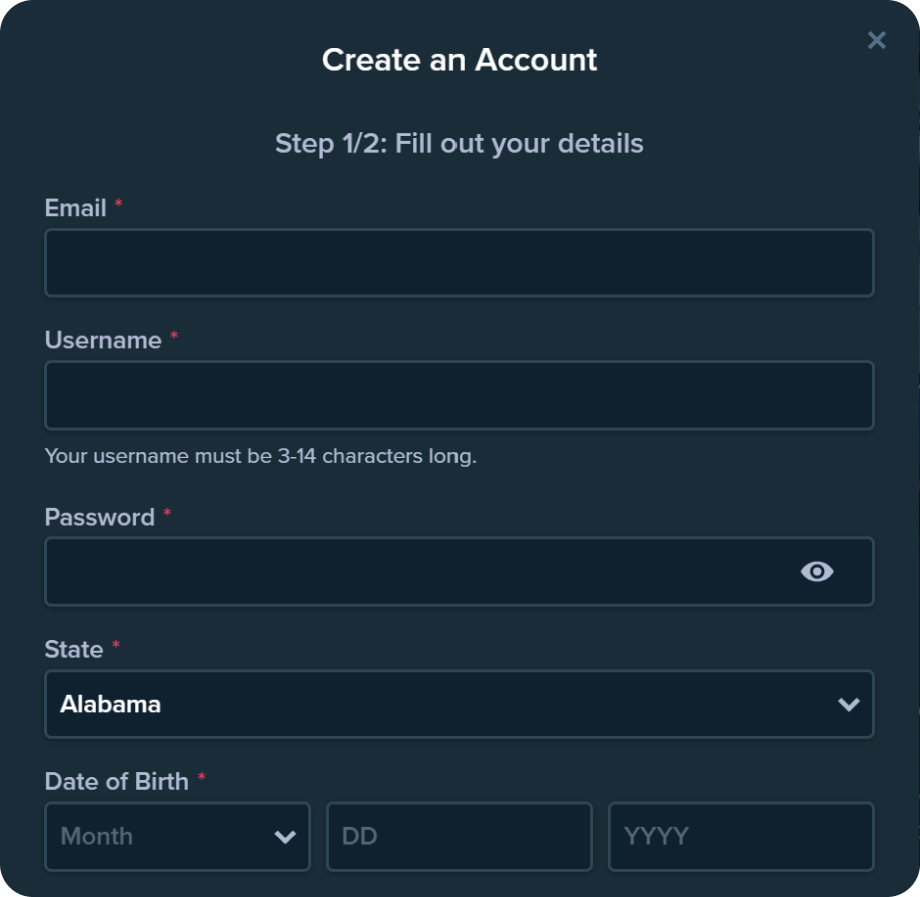 Create an Account
Step 1/2: Fill out your details
Email *
Username *
Your username must be 3-14 characters long.
Password *
State *
Alabama
Date of Birth *
Month DD YYYY